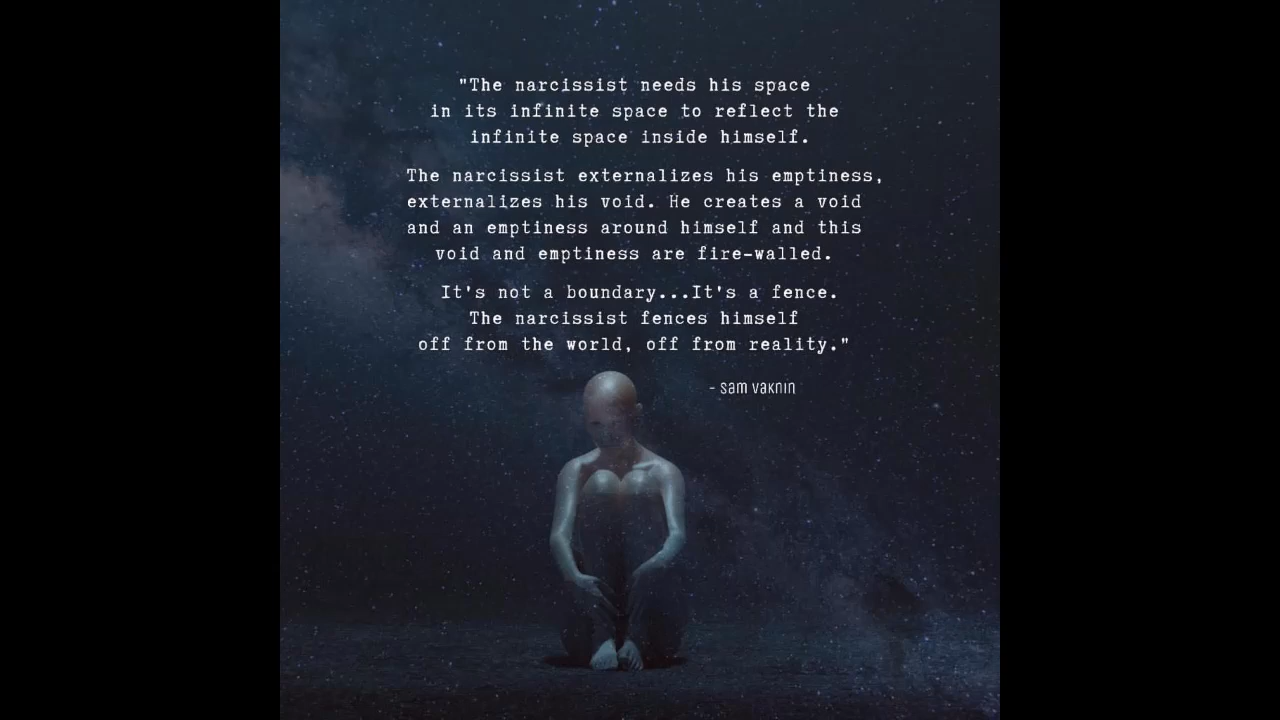 "The narcissist needs his space
in its infinite space to reflect the
infinite space inside himself.
The narcissist externalizes his emptiness,
externalizes his void. He creates a void
and an emptiness around himself and this
void and emptiness are fire-walled.
It's not a boundary...It's a fence.
The narcissist fences himself
off from the world, off from reality."
- sam vaknin